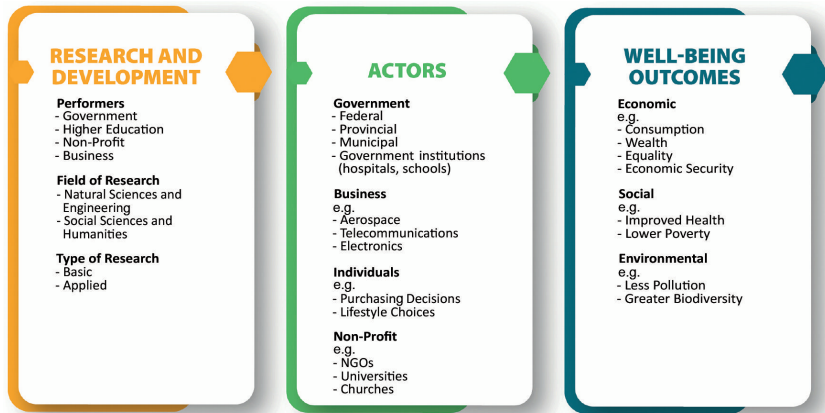 RESEARCH AND
DEVELOPMENT
Performers
- Government
- Higher Education
- Non-Profit
- Business
Field of Research
- Natural Sciences and
Engineering
- Social Sciences and
Humanities
Type of Research
- Basic
- Applied
ACTORS
Government
- Federal
- Provincial
- Municipal
- Government institutions
(hospitals, schools)
Business
e.g.
- Aerospace
- Telecommunications
- Electronics
Individuals
e.g.
- Purchasing Decisions
- Lifestyle Choices
Non-Profit
e.g.
- NGOs
- Universities
- Churches
WELL-BEING
OUTCOMES
Economic
e.g.
- Consumption
- Wealth
- Equality
- Economic Security
Social
e.g.
- Improved Health
- Lower Poverty
Environmental
e.g.
- Less Pollution
- Greater Biodiversity